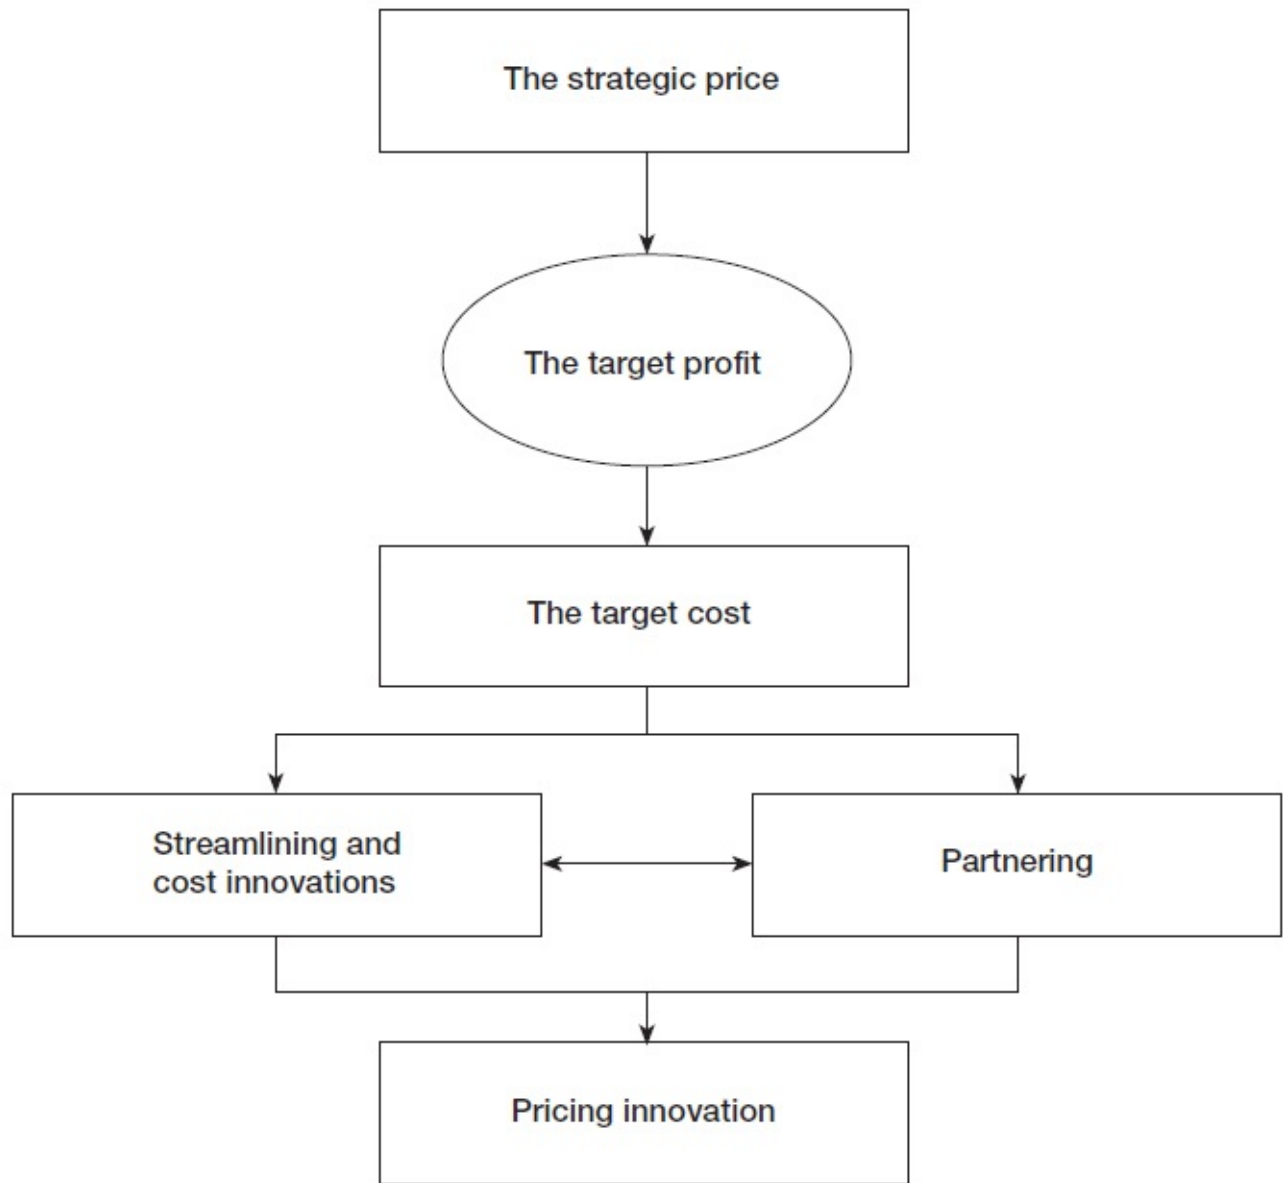 The strategic price
The target profit
The target cost
Streamlining and
cost innovations
Partnering
Pricing innovation